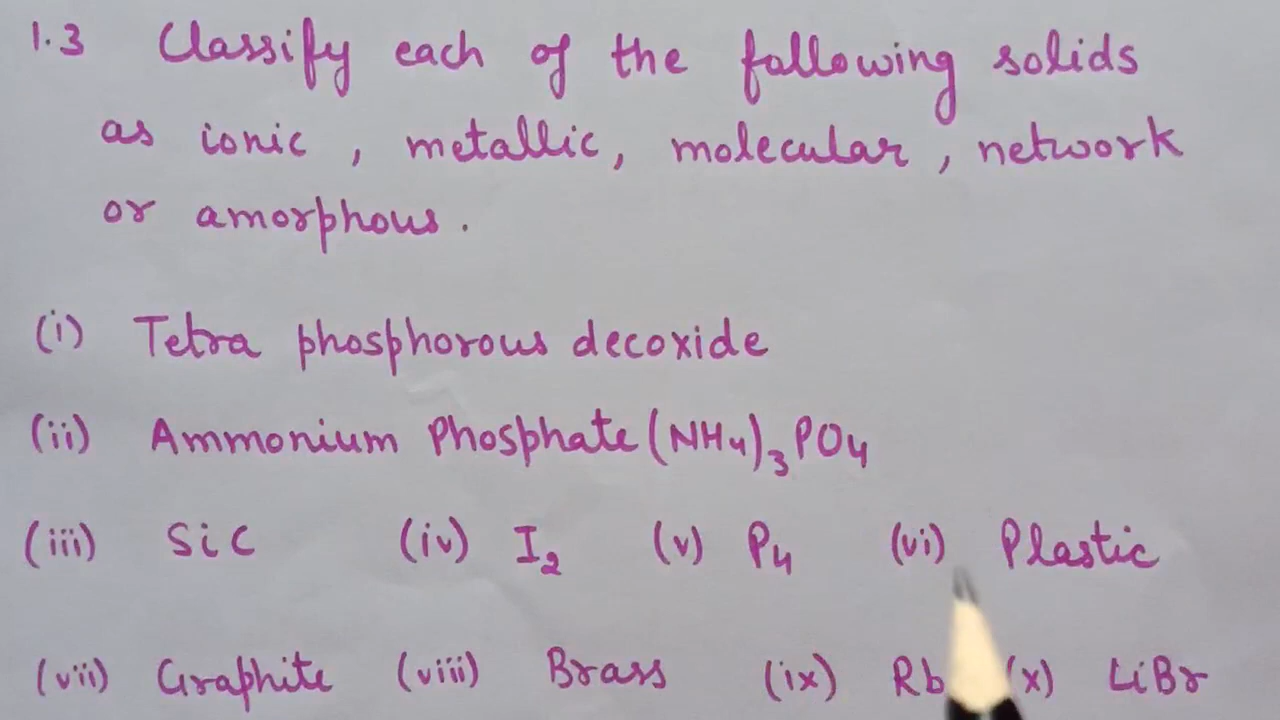 1.3 Classify each of the following solids
as ionic, metallic, molecular, network
or amorphous.
(i) Tetra phosphorous decoxide
(ii) Ammonium Phosphate (NH4)3PO4
(iii) SiC (iv) I2 (v) P4 (vi) Plastic
(vii) Graphite (viii) Brass (ix) Rb (x) LiBr